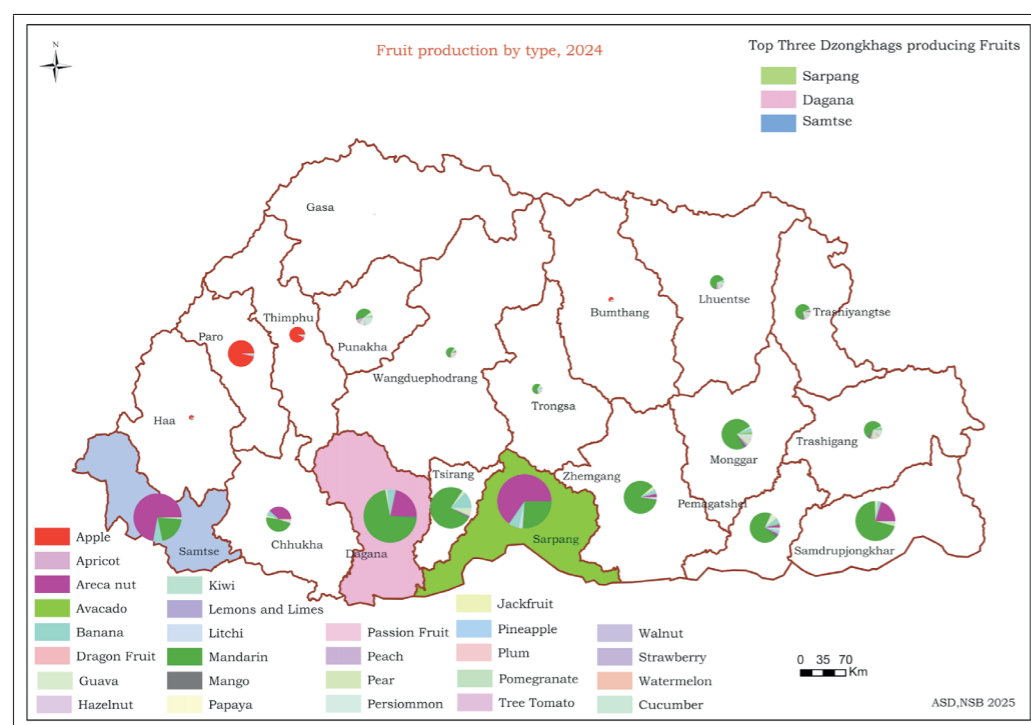 N
Fruit production by type, 2024
Top Three Dzongkhags producing Fruits
Sarpang
Dagana
Samtse
Gasa
Thimphu
Paro
Punakha
Wangduephodrang
Haa
Bumthang
Lhuentse
Trashiyangtse
Trongsa
Monggar
Trashigang
Tsirang
Zhemgang
Pemagatshel
Samtse
Chhukha
Dagana
Sarpang
Samdrupjongkhar
Apple
Apricot
Areca nut
Avacado
Banana
Dragon Fruit
Guava
Hazelnut
Kiwi
Lemons and Limes
Litchi
Mandarin
Mango
Papaya
Passion Fruit
Peach
Pear
Persiommon
Jackfruit
Pineapple
Plum
Pomegranate
Tree Tomato
Walnut
Strawberry
Watermelon
Cucumber
0 35 70
Km
ASD,NSB 2025